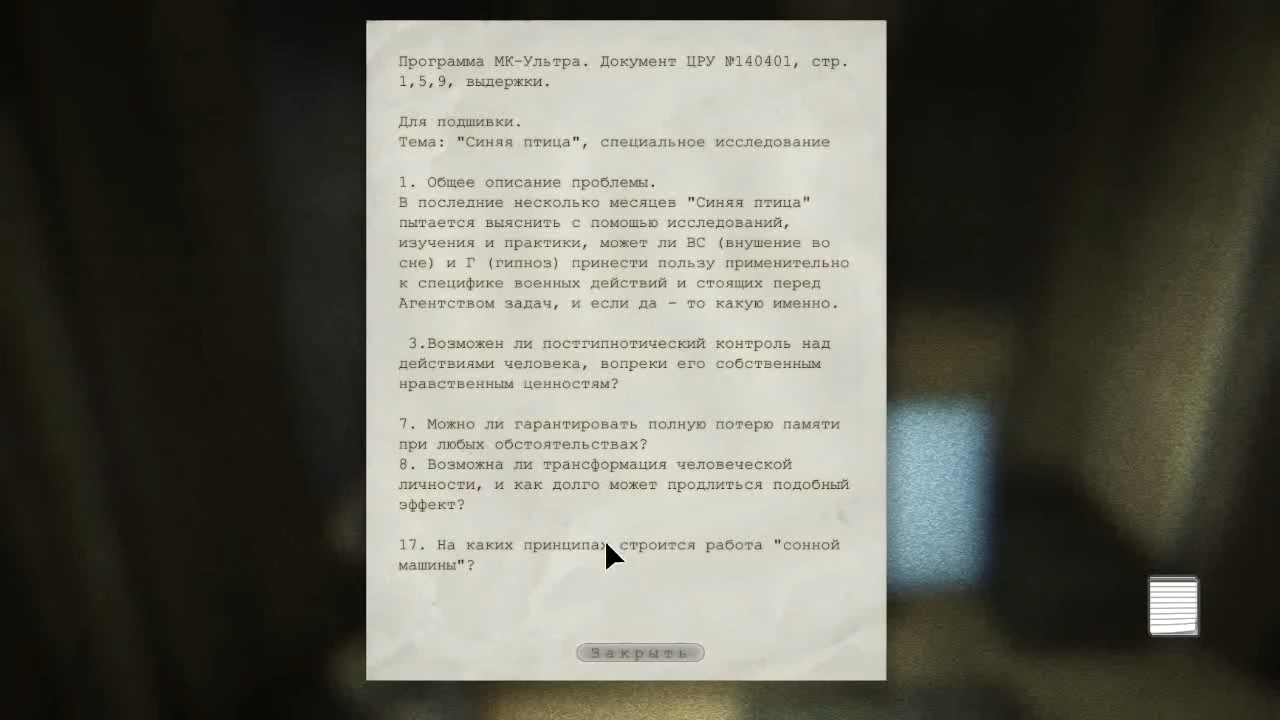 Программа МК-Ультра. Документ ЦРУ №140401, стр.
1,5,9, выдержки.
Для подшивки.
Тема: "Синяя птица", специальное исследование
1. Общее описание проблемы.
В последние несколько месяцев "Синяя птица"
пытается выяснить с помощью исследований,
изучения и практики, может ли ВС (внушение во
сне) и Г (гипноз) принести пользу применительно
к специфике военных действий и стоящих перед
Агентством задач, и если да – то какую именно.
3.Возможен ли постгипнотический контроль над
действиями человека, вопреки его собственным
нравственным ценностям?
7. Можно ли гарантировать полную потерю памяти
при любых обстоятельствах?
8. Возможна ли трансформация человеческой
личности, и как долго может продлиться подобный
эффект?
17. На каких принципах строится работа "сонной
машины"?
Закрыть